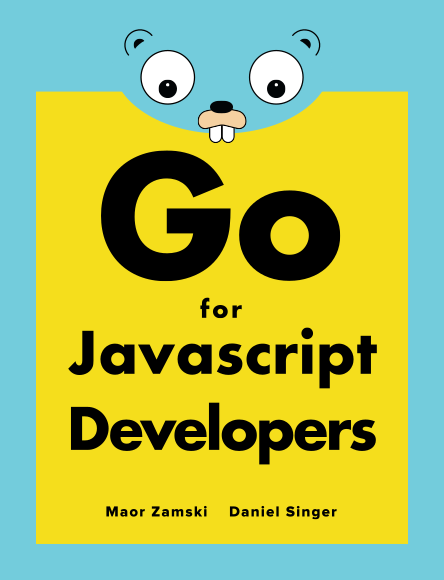 Go
for
Javascript
Developers
Maor Zamski Daniel Singer